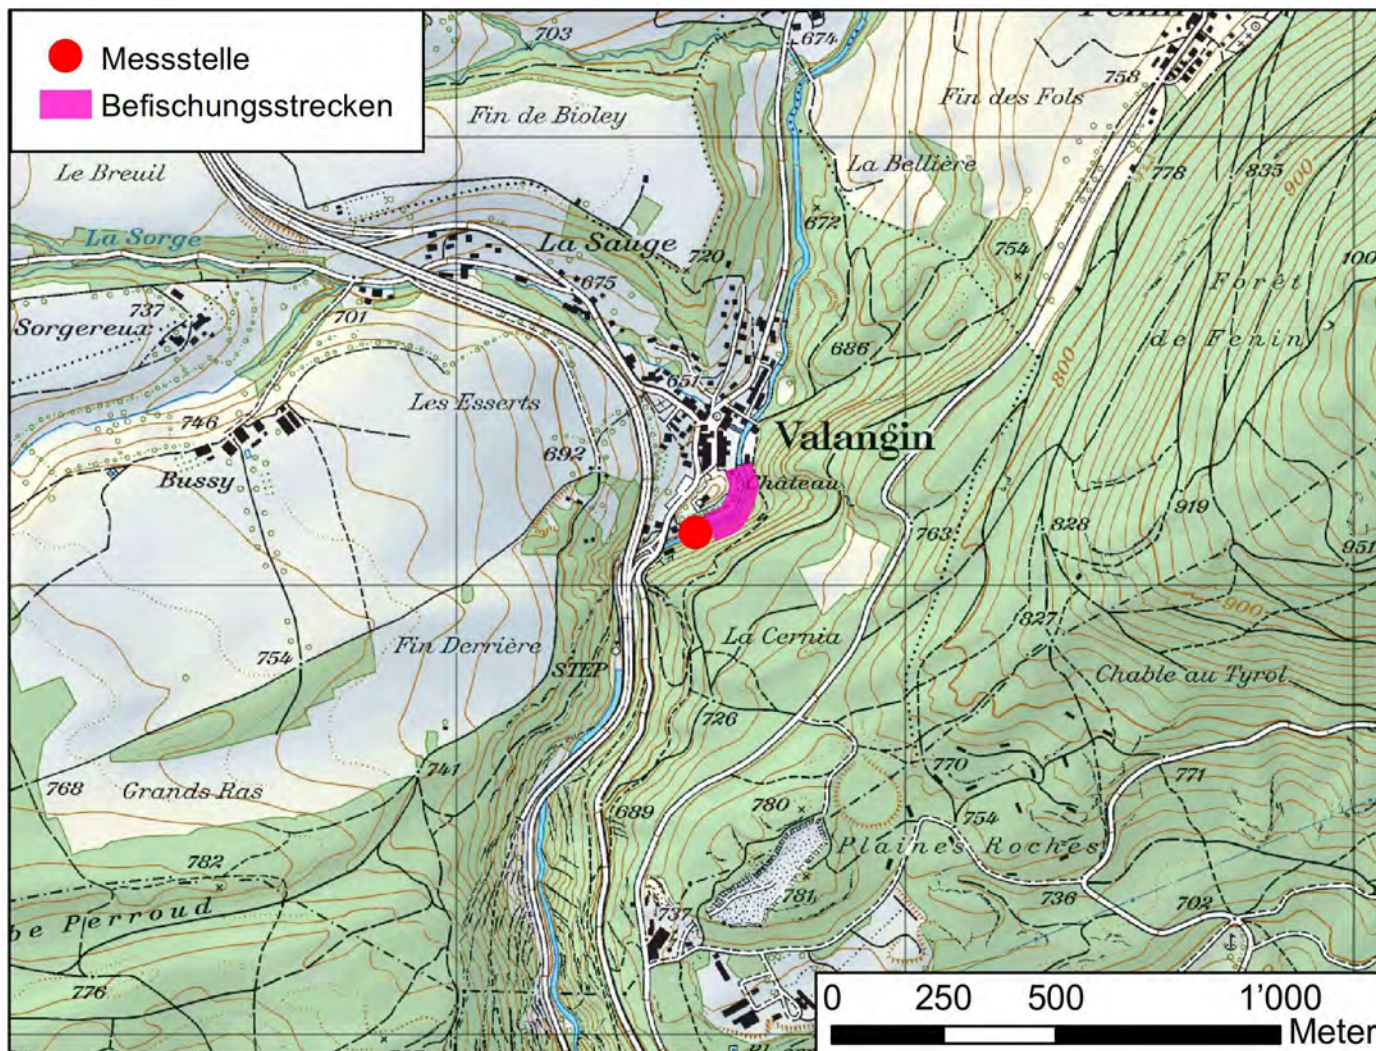 Messstelle
Befischungsstrecken
703
674
758
Fin des Fols
Fin de Bioley
La Bellière
778
835
900
Le Breuil
672
La Sorge
La Sauge
720
754
100
Forêt
675
737
701
Sorgereux
686
de Fenin
800
651
Les Esserts
746
Valangin
692
Bussy
Château
919
763
828
951
900
827
La Cernia
Fin Derrière
754
STEP
Chable au Tyrol
726
741
770
771
768
Grands Ras
780
689
754
Plaines Roches
782
781
736
702
be Perroud
737
776
0 250 500 1'000
Meter